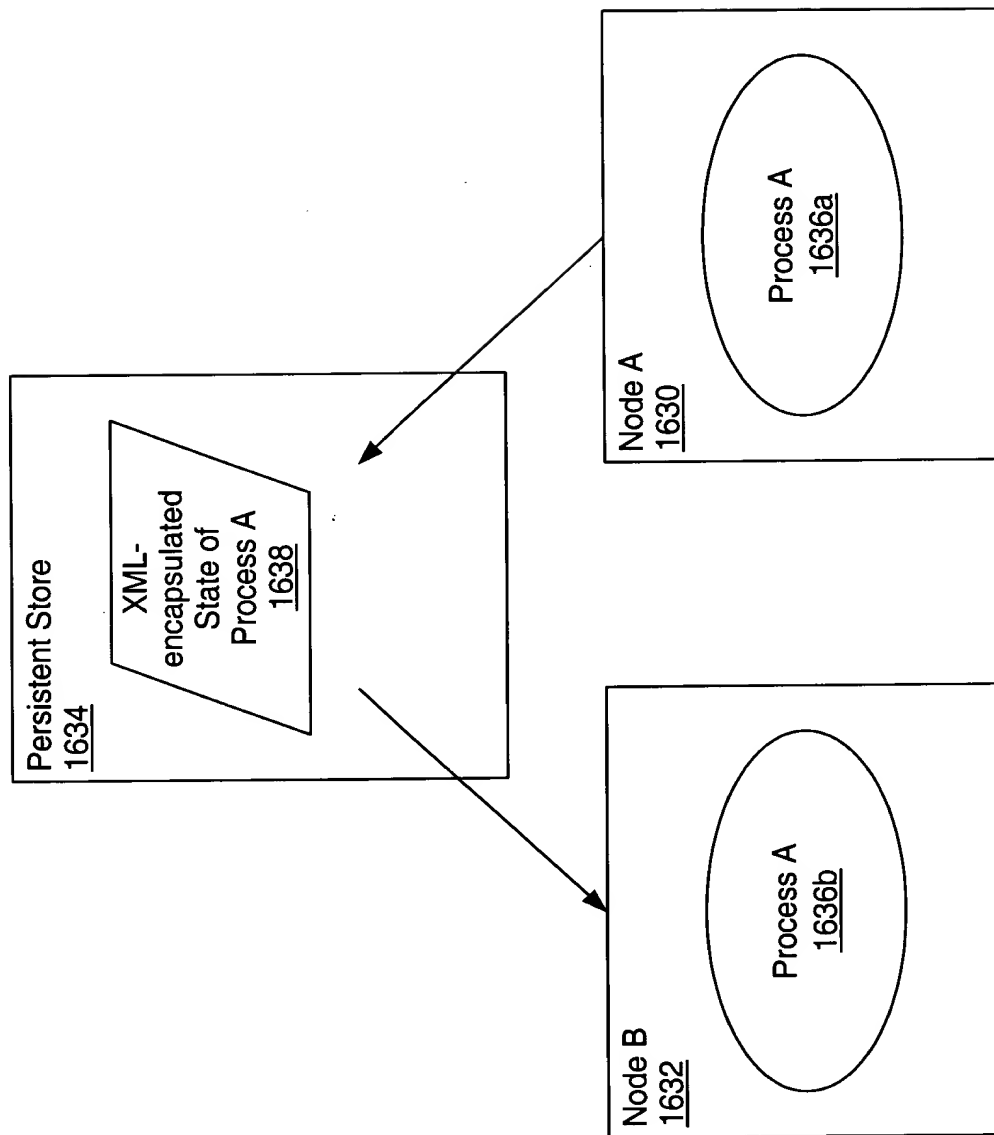 Persistent Store
1634
XML-
encapsulated
State of
Process A
1638
Node A
1630
Process A
1636a
Node B
1632
Process A
1636b